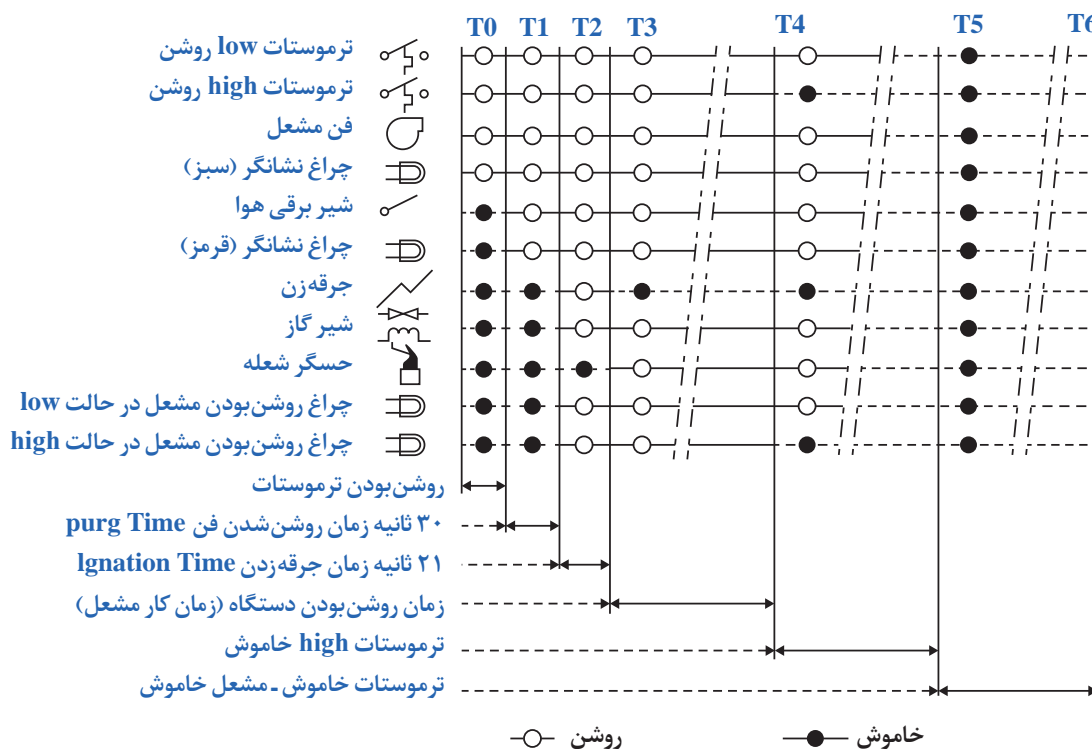 T0 T1 T2 T3 T4 T5 T6
ترموستات low روشن
ترموستات high روشن
فن مشعل
چراغ نشانگر (سبز)
شیر برقی هوا
چراغ نشانگر (قرمز)
جرقه‌زن
شیر گاز
حسگر شعله
چراغ روشن‌بودن مشعل در حالت low
چراغ روشن‌بودن مشعل در حالت high
روشن‌بودن ترموستات
۳۰ ثانیه زمان روشن‌شدن فن purg Time
۲۱ ثانیه زمان جرقه‌زدن Ignation Time
زمان روشن‌بودن دستگاه (زمان کار مشعل)
ترموستات high خاموش
ترموستات خاموش ـ مشعل خاموش
روشن
خاموش